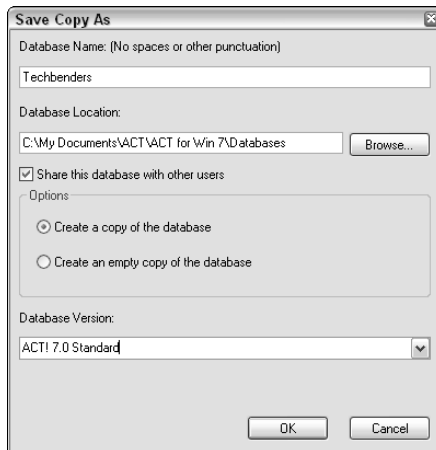 Save Copy As
Database Name: (No spaces or other punctuation)
Techbenders
Database Location:
C:\My Documents\ACT\ACT for Win 7\Databases
Browse...
Share this database with other users
Options
Create a copy of the database
Create an empty copy of the database
Database Version:
ACT! 7.0 Standard
OK
Cancel